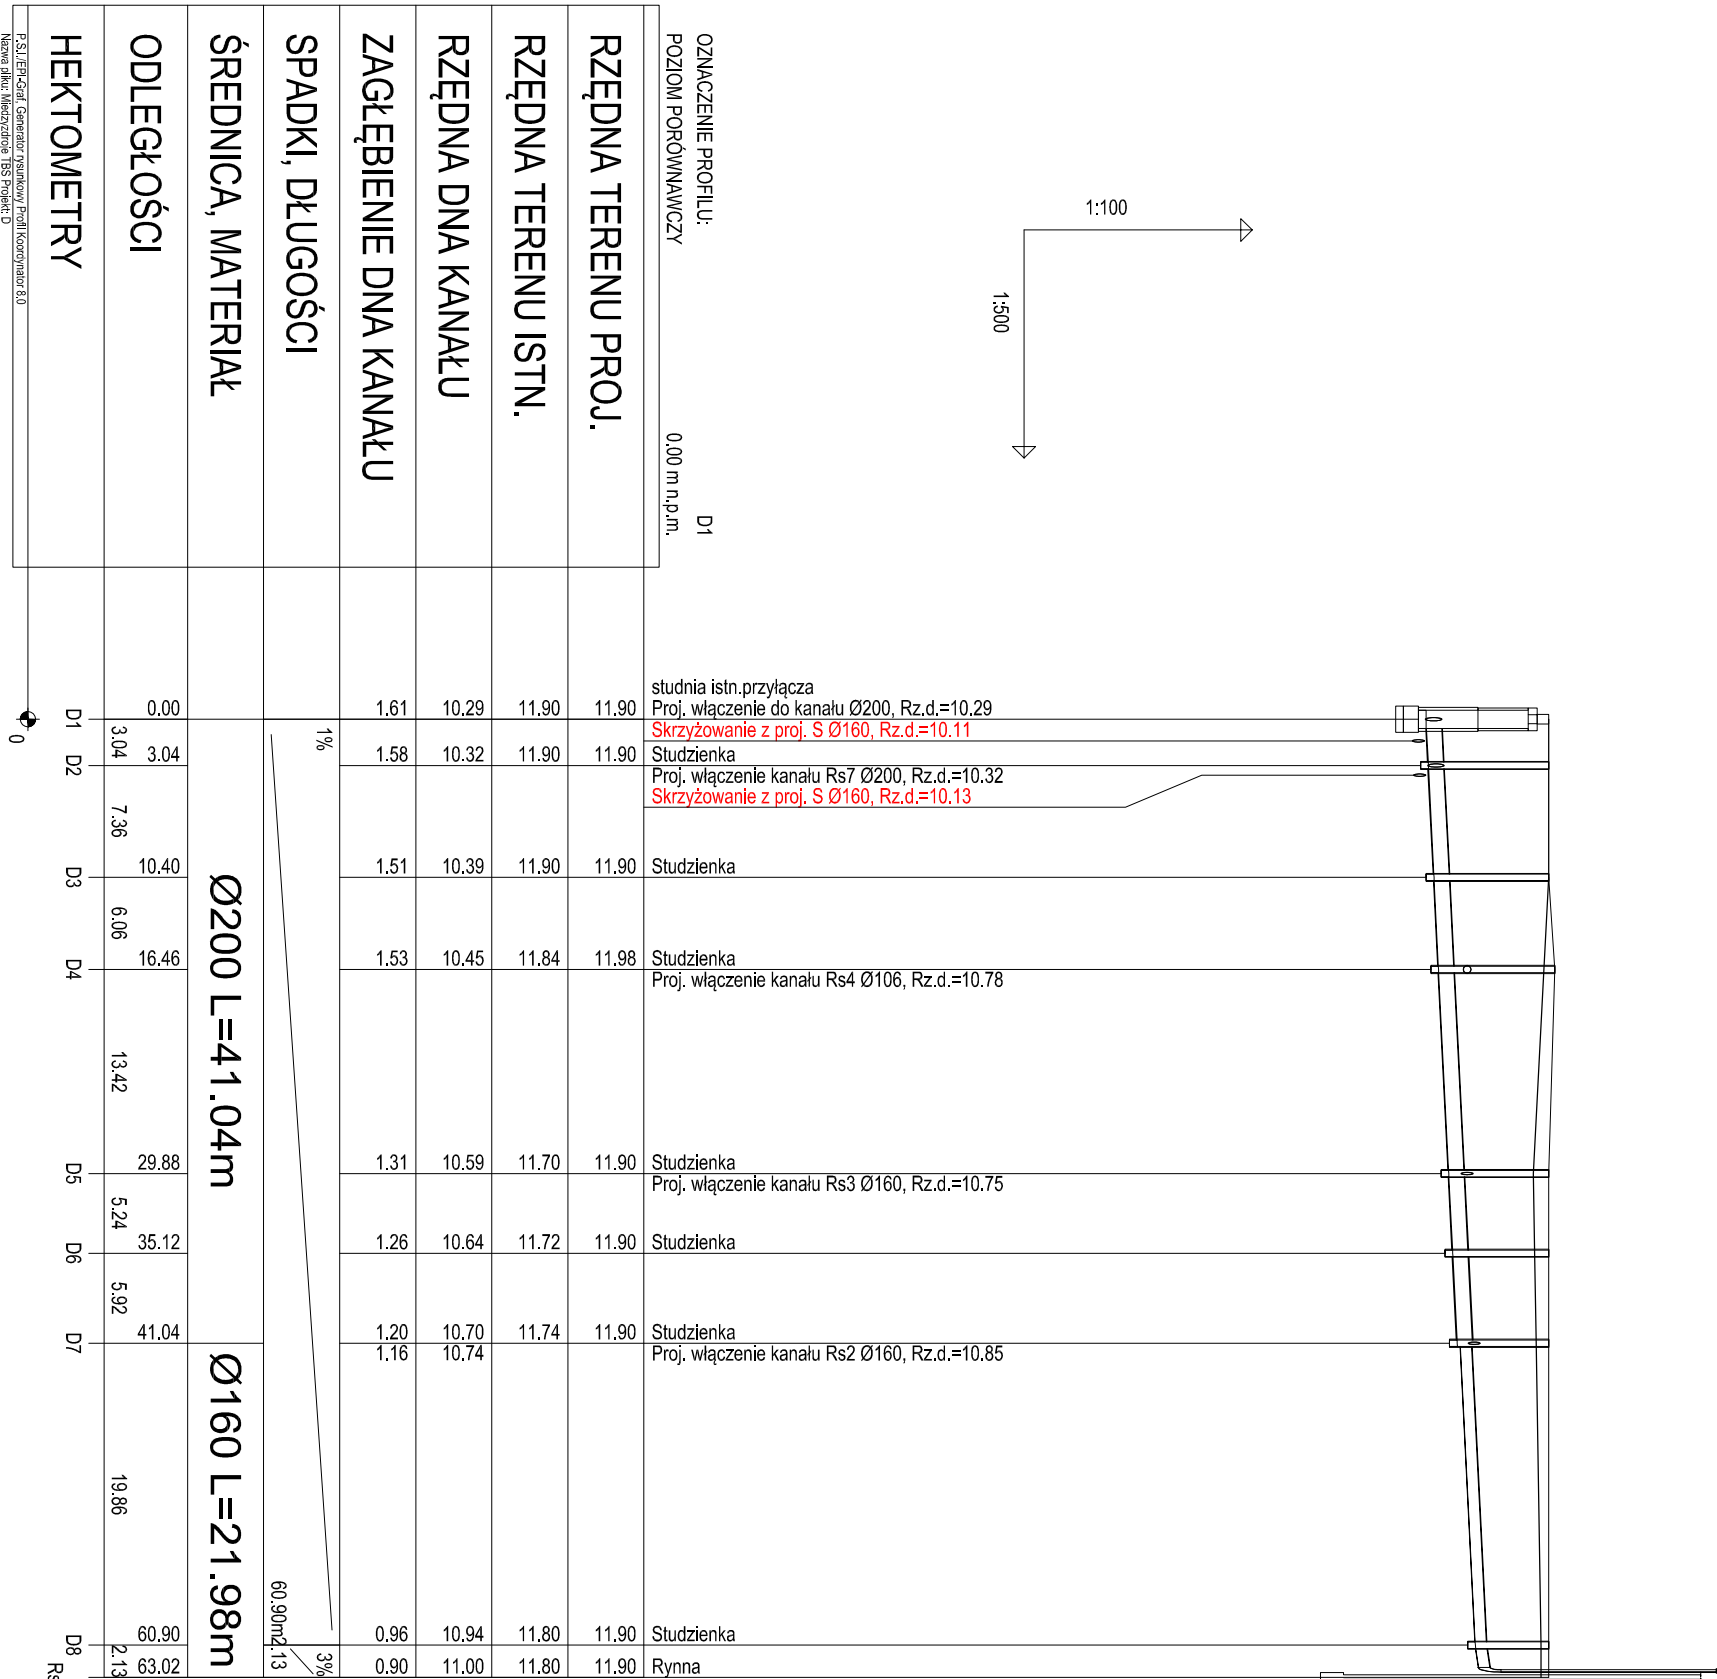 1:100
1:500
OZNACZENIE PROFILU: D1
POZIOM PORÓWNAWCZY 0.00 m n.p.m.
RZĘDNA TERENU PROJ.
RZĘDNA TERENU ISTN.
RZĘDNA DNA KANAŁU
ZAGŁĘBIENIE DNA KANAŁU
SPADKI, DŁUGOŚCI
ŚREDNICA, MATERIAŁ
ODLEGŁOŚCI
HEKTOMETRY
P.S.I./EPI-Graf, Generator rysunkowy Profil Koordynator 8.0
Nazwa pliku: Miedzyzdroje TBS Projekt: D
studnia istn.przyłącza
D1 0.00 1.61 10.29 11.90 11.90 Proj. włączenie do kanału Ø200, Rz.d.=10.29
Skrzyżowanie z proj. S Ø160, Rz.d.=10.11
3.04
1%
D2 3.04 1.58 10.32 11.90 11.90 Studzienka
Proj. włączenie kanału Rs7 Ø200, Rz.d.=10.32
Skrzyżowanie z proj. S Ø160, Rz.d.=10.13
7.36
D3 10.40 1.51 10.39 11.90 11.90 Studzienka
6.06
D4 16.46 1.53 10.45 11.84 11.98 Studzienka
Proj. włączenie kanału Rs4 Ø106, Rz.d.=10.78
Ø200 L=41.04m
13.42
D5 29.88 1.31 10.59 11.70 11.90 Studzienka
Proj. włączenie kanału Rs3 Ø160, Rz.d.=10.75
5.24
D6 35.12 1.26 10.64 11.72 11.90 Studzienka
5.92
D7 41.04 1.20 10.70 11.74 11.90 Studzienka
1.16 10.74 Proj. włączenie kanału Rs2 Ø160, Rz.d.=10.85
Ø160 L=21.98m
19.86
60.90m
D8 60.90 0.96 10.94 11.80 11.90 Studzienka
2.13
2.13
3%
63.02 0.90 11.00 11.80 11.90 Rynna
0